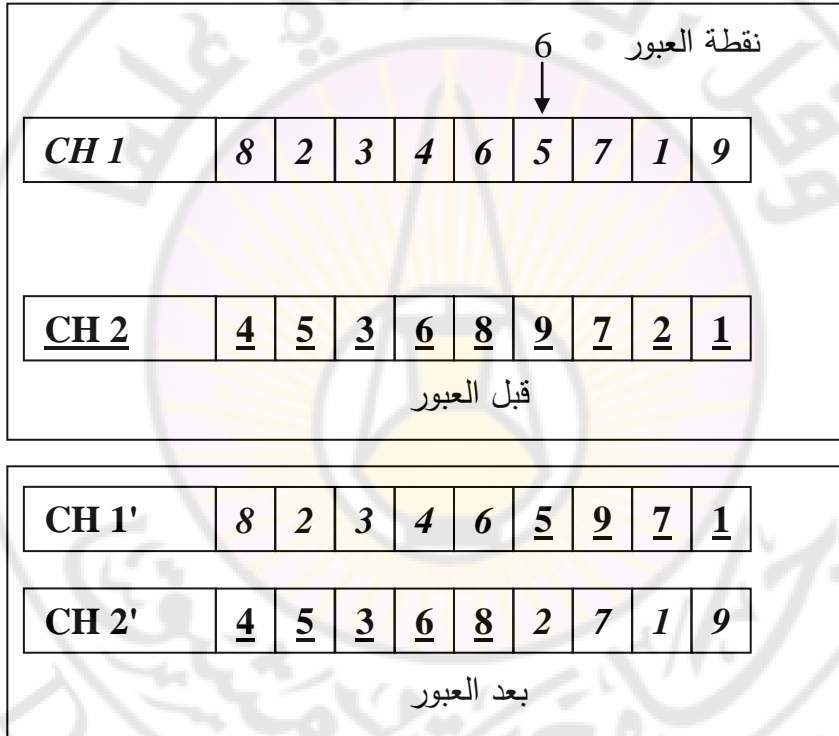 نقطة العبور 6
CH 1 8 2 3 4 6 5 7 1 9
CH 2 4 5 3 6 8 9 7 2 1
قبل العبور
CH 1' 8 2 3 4 6 5 9 7 1
CH 2' 4 5 3 6 8 2 7 1 9
بعد العبور